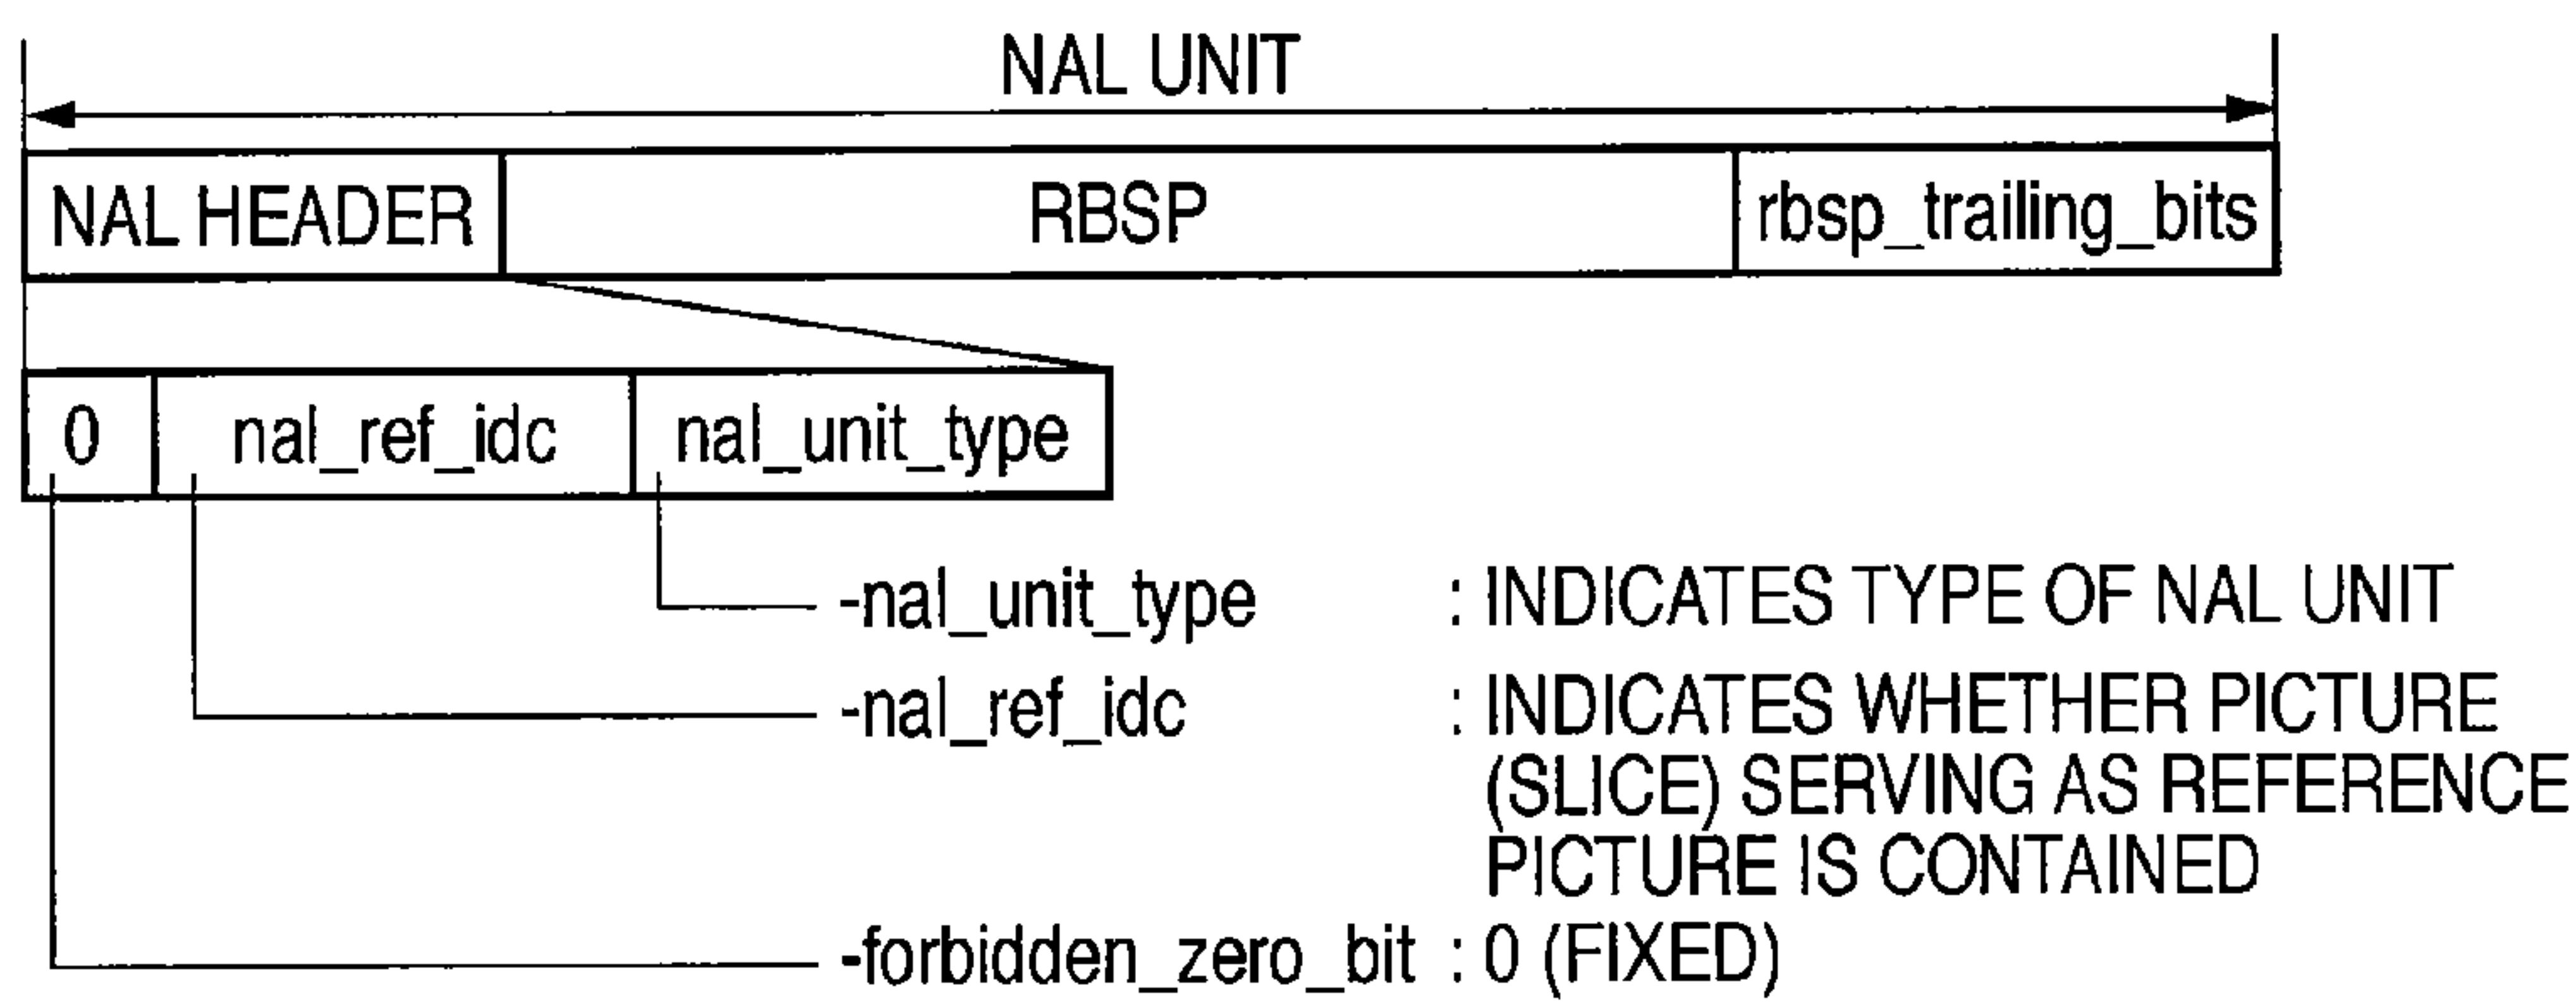 NAL UNIT
NAL HEADER RBSP rbsp_trailing_bits
0 nal_ref_idc nal_unit_type
-nal_unit_type : INDICATES TYPE OF NAL UNIT
-nal_ref_idc : INDICATES WHETHER PICTURE
(SLICE) SERVING AS REFERENCE
PICTURE IS CONTAINED
-forbidden_zero_bit : 0 (FIXED)